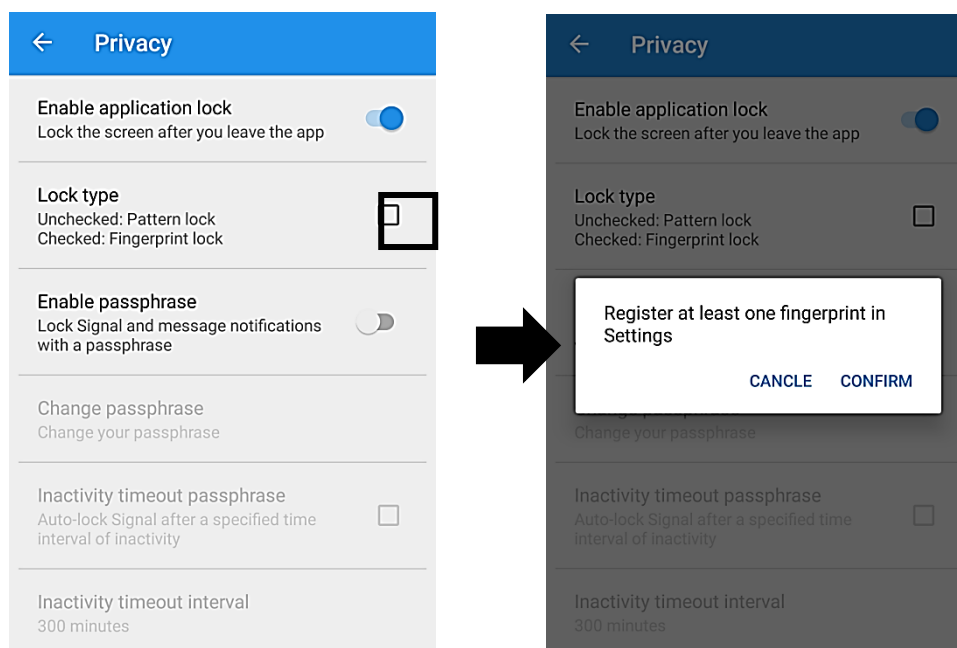 Privacy
Enable application lock
Lock the screen after you leave the app
Lock type
Unchecked: Pattern lock
Checked: Fingerprint lock
Enable passphrase
Lock Signal and message notifications
with a passphrase
Change passphrase
Change your passphrase
Inactivity timeout passphrase
Auto-lock Signal after a specified time
interval of inactivity
Inactivity timeout interval
300 minutes
Privacy
Enable application lock
Lock the screen after you leave the app
Lock type
Unchecked: Pattern lock
Checked: Fingerprint lock
Register at least one fingerprint in
Settings
CANCLE CONFIRM
Change your passphrase
Inactivity timeout passphrase
Auto-lock Signal after a specified time
interval of inactivity
Inactivity timeout interval
300 minutes